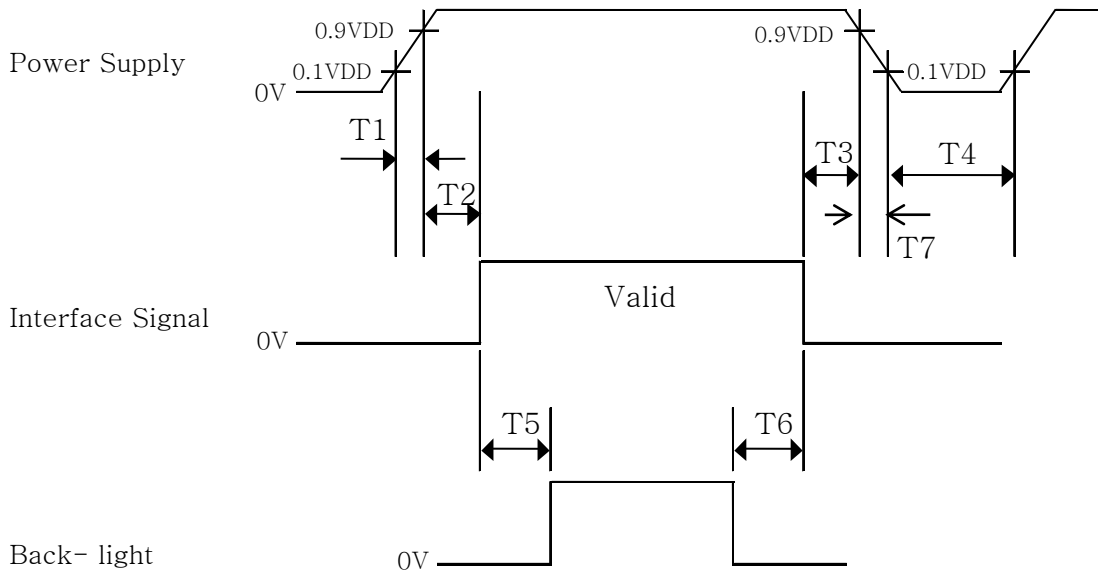 0.9VDD
0.9VDD
Power Supply
0.1VDD
0.1VDD
0V
T1
T3
T4
T2
T7
Valid
Interface Signal
0V
T5
T6
Back- light
0V